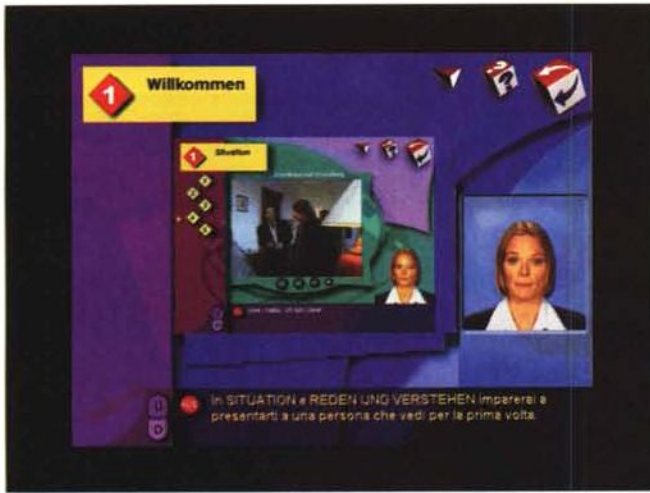 1
Willkommen
?
1
Situation
?
In SITUATION e REDEN UND VERSTEHEN imparerai a
presentarti a una persona che vedi per la prima volta.
U
D